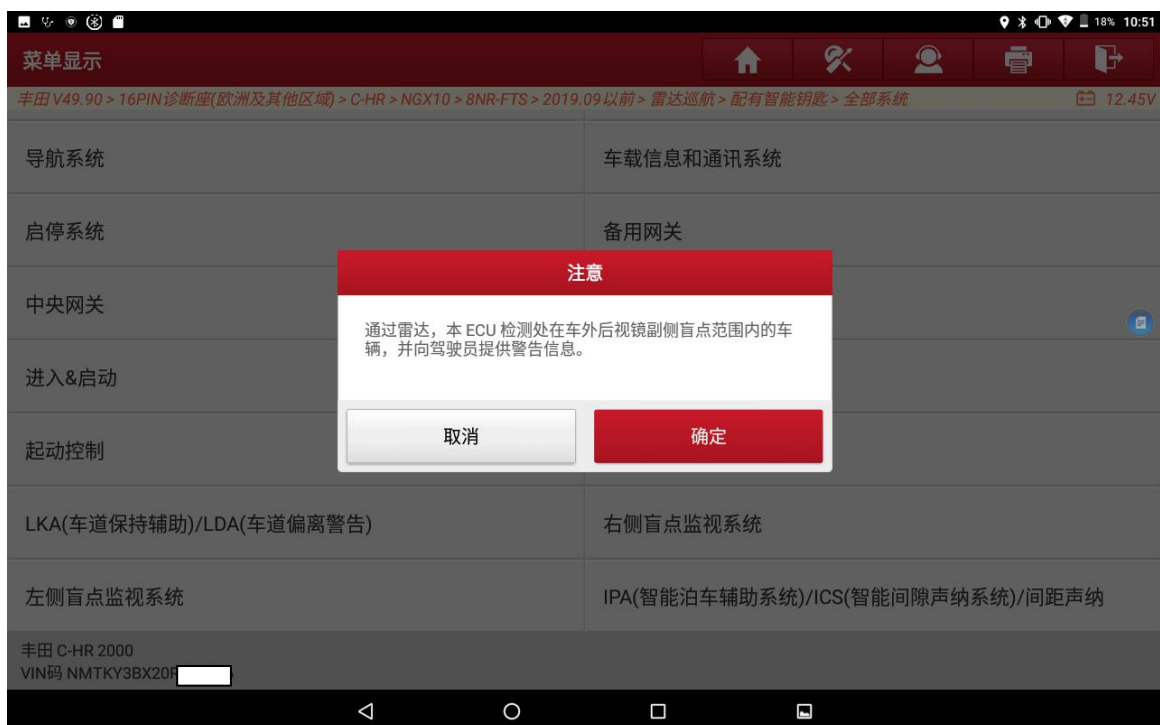 18% 10:51
菜单显示
丰田 V49.90 > 16PIN诊断座(欧洲及其他区域) > C-HR > NGX10 > 8NR-FTS > 2019.09以前 > 雷达巡航 > 配有智能钥匙 > 全部系统 12.45V
导航系统 车载信息和通讯系统
启停系统 备用网关
注意
中央网关
通过雷达，本 ECU 检测处在车外后视镜副侧盲点范围内的车
辆，并向驾驶员提供警告信息。
进入&启动
取消 确定
起动控制
LKA(车道保持辅助)/LDA(车道偏离警告) 右侧盲点监视系统
左侧盲点监视系统 IPA(智能泊车辅助系统)/ICS(智能间隙声纳系统)/间距声纳
丰田 C-HR 2000
VIN码 NMTKY3BX20